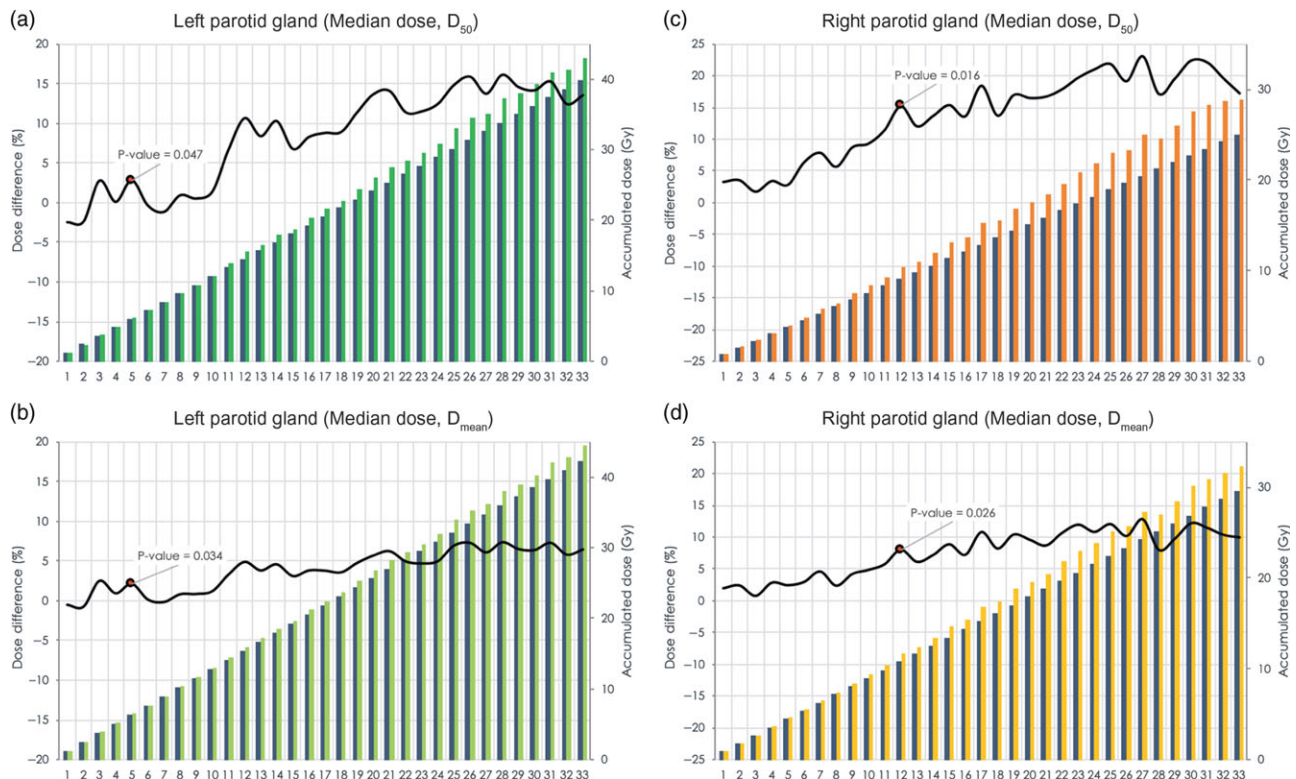 (a)
Left parotid gland (Median dose, D50)
20
15
10
5
0
−5
−10
−15
−20
Dose difference (%)
P-value = 0.047
40
30
20
10
0
Accumulated dose (Gy)
1 2 3 4 5 6 7 8 9 10 11 12 13 14 15 16 17 18 19 20 21 22 23 24 25 26 27 28 29 30 31 32 33
(c)
Right parotid gland (Median dose, D50)
25
20
15
10
5
0
−5
−10
−15
−20
−25
Dose difference (%)
P-value = 0.016
30
20
10
0
Accumulated dose (Gy)
1 2 3 4 5 6 7 8 9 10 11 12 13 14 15 16 17 18 19 20 21 22 23 24 25 26 27 28 29 30 31 32 33
(b)
Left parotid gland (Median dose, Dmean)
20
15
10
5
0
−5
−10
−15
−20
Dose difference (%)
P-value = 0.034
40
30
20
10
0
Accumulated dose (Gy)
1 2 3 4 5 6 7 8 9 10 11 12 13 14 15 16 17 18 19 20 21 22 23 24 25 26 27 28 29 30 31 32 33
(d)
Right parotid gland (Median dose, Dmean)
25
20
15
10
5
0
−5
−10
−15
−20
−25
Dose difference (%)
P-value = 0.026
30
20
10
0
Accumulated dose (Gy)
1 2 3 4 5 6 7 8 9 10 11 12 13 14 15 16 17 18 19 20 21 22 23 24 25 26 27 28 29 30 31 32 33